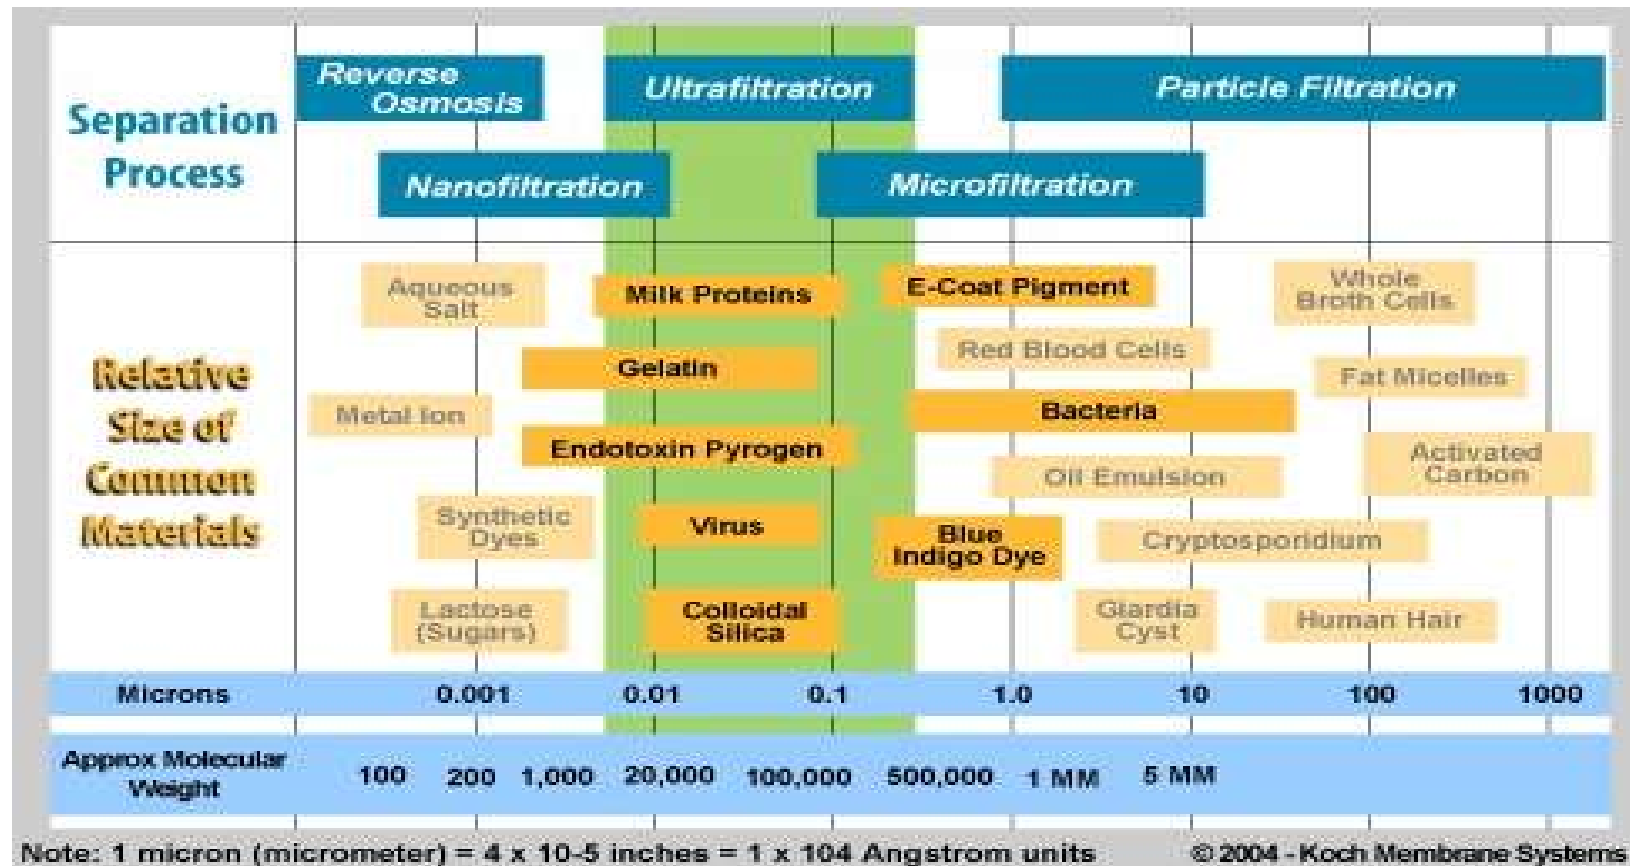 Separation
Process
Reverse
Osmosis
Ultrafiltration
Particle Filtration
Nanofiltration
Microfiltration
Relative
Size of
Common
Materials
Aqueous
Salt
Milk Proteins
E-Coat Pigment
Whole
Broth Cells
Red Blood Cells
Gelatin
Fat Micelles
Metal Ion
Bacteria
Endotoxin Pyrogen
Activated
Carbon
Oil Emulsion
Synthetic
Dyes
Virus
Blue
Indigo Dye
Cryptosporidium
Lactose
(Sugars)
Colloidal
Silica
Giardia
Cyst
Human Hair
Microns 0.001 0.01 0.1 1.0 10 100 1000
Approx Molecular
Weight
100 200 1,000 20,000 100,000 500,000 1 MM 5 MM
Note: 1 micron (micrometer) = 4 x 10-5 inches = 1 x 104 Angstrom units © 2004 - Koch Membrane Systems